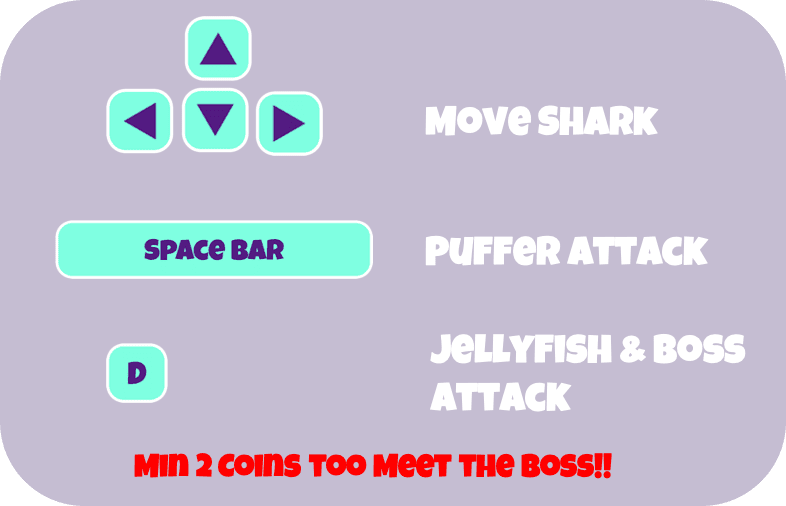 Move Shark
SPACE BAR
Puffer Attack
D
Jellyfish & Boss
Attack
Min 2 coins too meet the boss!!